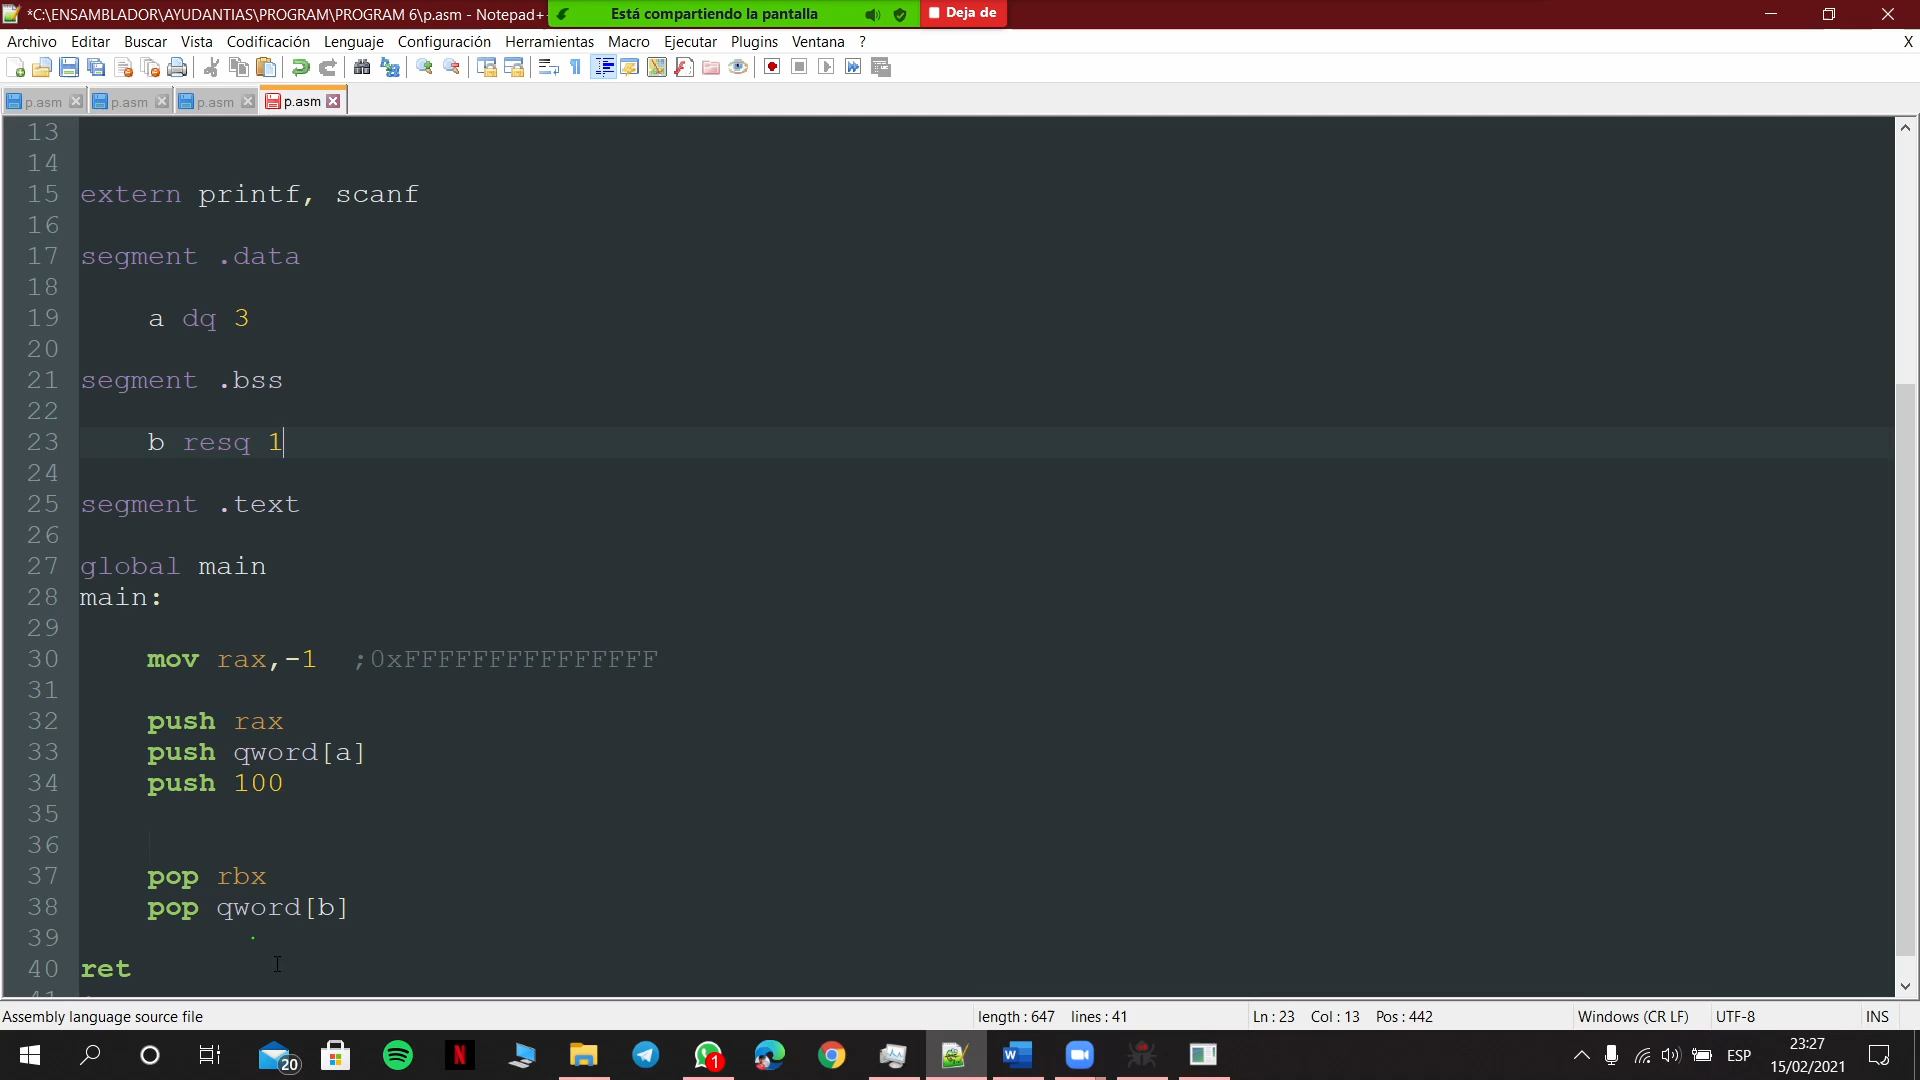 *C:\ENSAMBLADOR\AYUDANTIAS\PROGRAM\PROGRAM 6\p.asm - Notepad+
Está compartiendo la pantalla
Deja de
Archivo Editar Buscar Vista Codificación Lenguaje Configuración Herramientas Macro Ejecutar Plugins Ventana ? X
p.asm p.asm p.asm p.asm
13
14
15 extern printf, scanf
16
17 segment .data
18
19 a dq 3
20
21 segment .bss
22
23 b resq 1
24
25 segment .text
26
27 global main
28 main:
29
30 mov rax,-1 ;0xFFFFFFFFFFFFFFF
31
32 push rax
33 push qword[a]
34 push 100
35
36
37 pop rbx
38 pop qword[b]
39
40 ret
41
Assembly language source file length : 647 lines : 41 Ln : 23 Col : 13 Pos : 442 Windows (CR LF) UTF-8 INS
20 1 ESP 23:27
15/02/2021